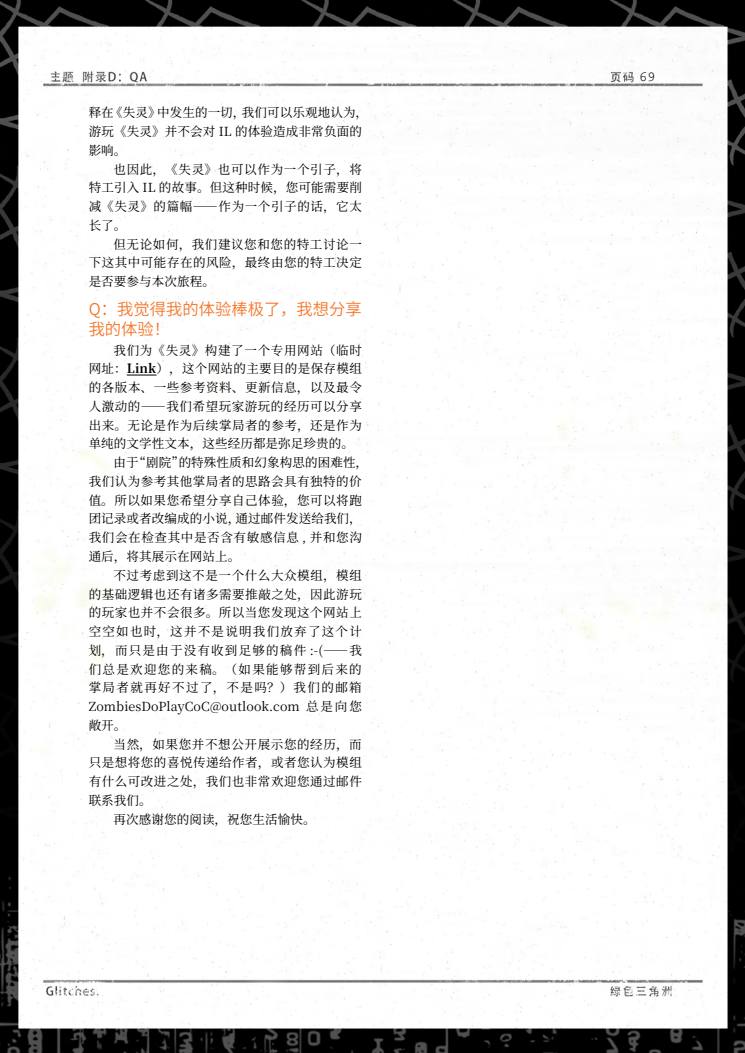 主题 附录D：QA
页码 69
释在《失灵》中发生的一切, 我们可以乐观地认为,
游玩《失灵》并不会对 IL 的体验造成非常负面的
影响。
也因此，《失灵》也可以作为一个引子，将
特工引入 IL 的故事。但这种时候，您可能需要削
减《失灵》的篇幅——作为一个引子的话，它太
长了。
但无论如何，我们建议您和您的特工讨论一
下这其中可能存在的风险，最终由您的特工决定
是否要参与本次旅程。
Q：我觉得我的体验棒极了，我想分享
我的体验！
我们为《失灵》构建了一个专用网站（临时
网址：Link），这个网站的主要目的是保存模组
的各版本、一些参考资料、更新信息，以及最令
人激动的——我们希望玩家游玩的经历可以分享
出来。无论是作为后续掌局者的参考，还是作为
单纯的文学性文本，这些经历都是弥足珍贵的。
由于“剧院”的特殊性质和幻象构思的困难性,
我们认为参考其他掌局者的思路会具有独特的价
值。所以如果您希望分享自己体验，您可以将跑
团记录或者改编成的小说, 通过邮件发送给我们,
我们会在检查其中是否含有敏感信息 , 并和您沟
通后，将其展示在网站上。
不过考虑到这不是一个什么大众模组，模组
的基础逻辑也还有诸多需要推敲之处，因此游玩
的玩家也并不会很多。所以当您发现这个网站上
空空如也时，这并不是说明我们放弃了这个计
划，而只是由于没有收到足够的稿件 :-(——我
们总是欢迎您的来稿。（如果能够帮到后来的
掌局者就再好不过了，不是吗？）我们的邮箱
ZombiesDoPlayCoC@outlook.com 总是向您
敞开。
当然，如果您并不想公开展示您的经历，而
只是想将您的喜悦传递给作者，或者您认为模组
有什么可改进之处，我们也非常欢迎您通过邮件
联系我们。
再次感谢您的阅读，祝您生活愉快。
Glitches.
绿色三角洲